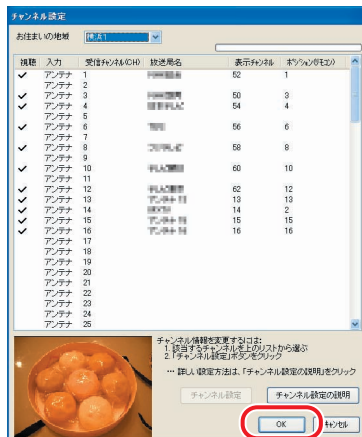 チャンネル設定
お住まいの地域 横浜1
視聴 入力 受信チャンネル(CH) 放送局名 表示チャンネル ポジション(リモコン)
アンテナ 1 52 1
アンテナ 2
アンテナ 3 50 3
アンテナ 4 54 4
アンテナ 5
アンテナ 6 56 6
アンテナ 7
アンテナ 8 58 8
アンテナ 9
アンテナ 10 60 10
アンテナ 11
アンテナ 12 62 12
アンテナ 13 13 13
アンテナ 14 14 2
アンテナ 15 15 15
アンテナ 16 16 16
アンテナ 17
アンテナ 18
アンテナ 19
アンテナ 20
アンテナ 21
アンテナ 22
アンテナ 23
アンテナ 24
アンテナ 25
チャンネル情報を変更するには:
1. 該当するチャンネルを上のリストから選ぶ
2.「チャンネル設定」ボタンをクリック
… 詳しい設定方法は、「チャンネル設定の説明」をクリック
チャンネル設定 チャンネル設定の説明
OK キャンセル